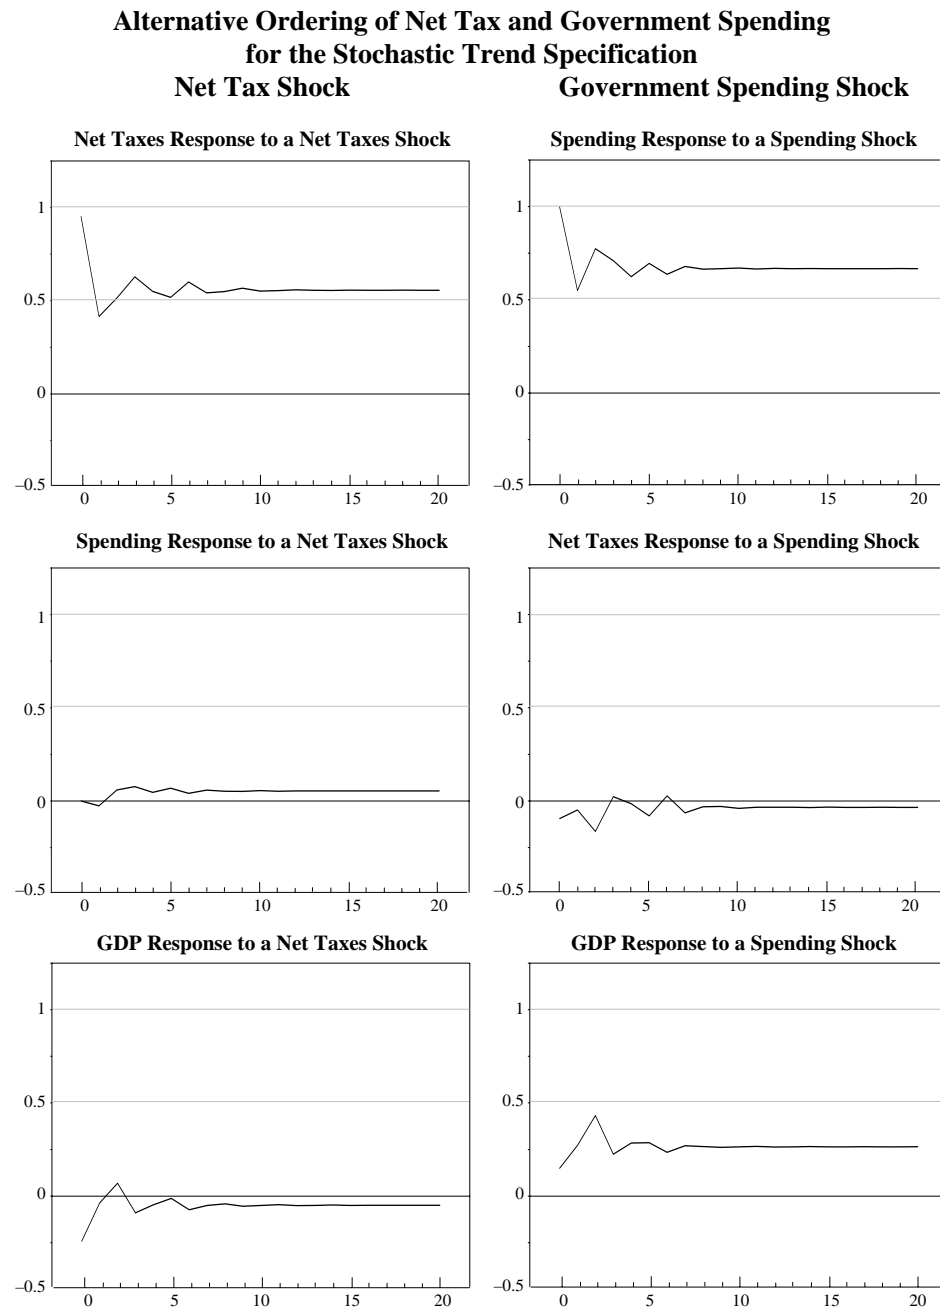 Alternative Ordering of Net Tax and Government Spending
for the Stochastic Trend Specification
Net Tax Shock
Government Spending Shock
Net Taxes Response to a Net Taxes Shock
1
0.5
0
–0.5
0 5 10 15 20
Spending Response to a Spending Shock
1
0.5
0
–0.5
0 5 10 15 20
Spending Response to a Net Taxes Shock
1
0.5
0
–0.5
0 5 10 15 20
Net Taxes Response to a Spending Shock
1
0.5
0
–0.5
0 5 10 15 20
GDP Response to a Net Taxes Shock
1
0.5
0
–0.5
0 5 10 15 20
GDP Response to a Spending Shock
1
0.5
0
–0.5
0 5 10 15 20